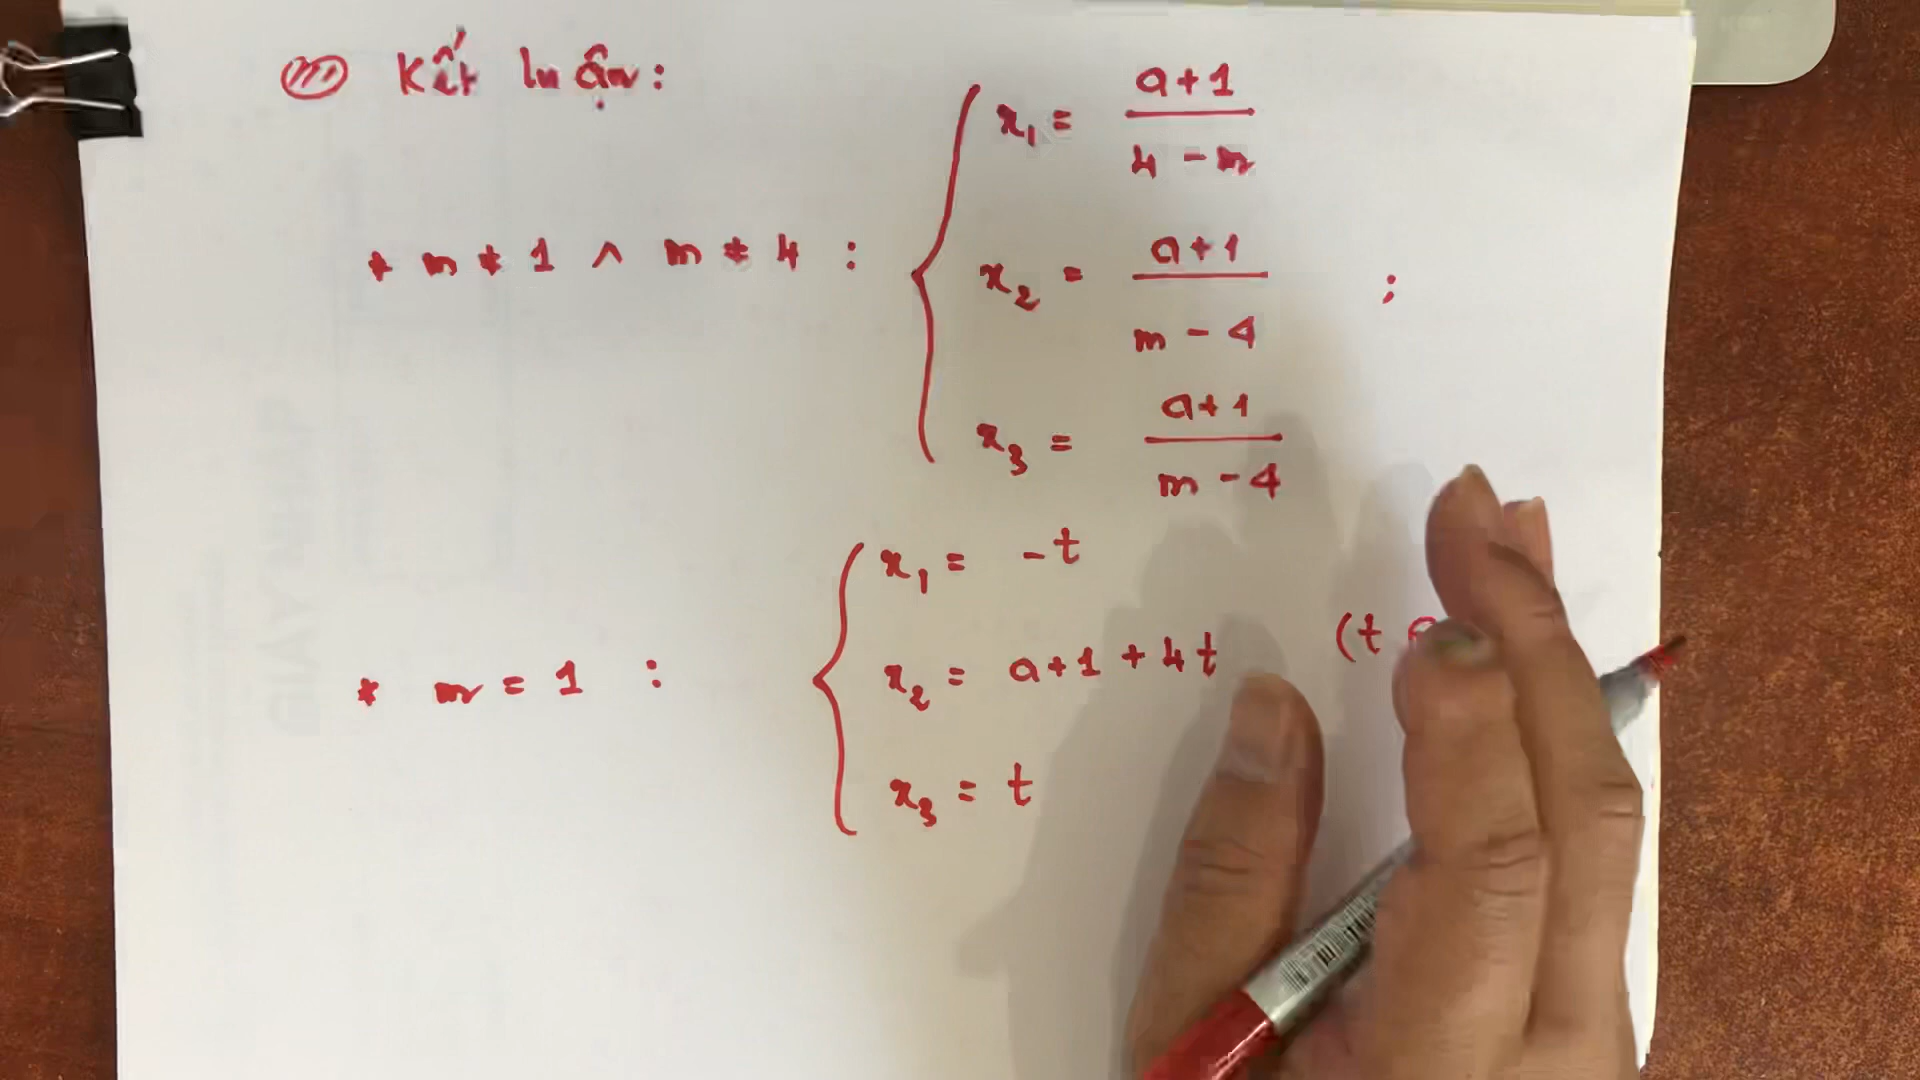 Kết luận:
* m ≠ 1 ∧ m ≠ 4 :
x₁ = (a+1)/(4-m)
x₂ = (a+1)/(m-4) ;
x₃ = (a+1)/(m-4)
* m = 1 :
x₁ = -t
x₂ = a+1+4t (t
x₃ = t